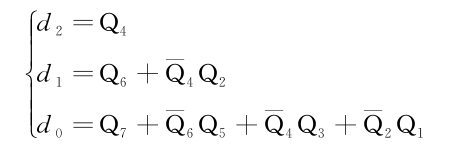 d₂ = Q₄
d₁ = Q₆ + Q̅₄Q₂
d₀ = Q₇ + Q̅₆Q₅ + Q̅₄Q₃ + Q̅₂Q₁